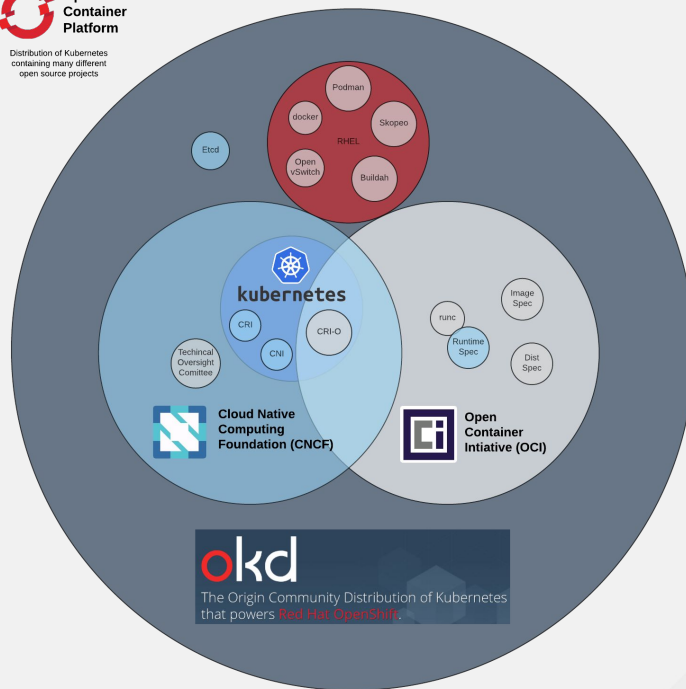 Container
Platform
Distribution of Kubernetes
containing many different
open source projects
Podman
docker
Skopeo
RHEL
Etcd
Open
vSwitch
Buildah
kubernetes
CRI
CRI-O
CNI
Techincal
Oversight
Comittee
Image
Spec
runc
Runtime
Spec
Dist
Spec
Cloud Native
Computing
Foundation (CNCF)
Open
Container
Intiative (OCI)
okd
The Origin Community Distribution of Kubernetes
that powers Red Hat OpenShift.